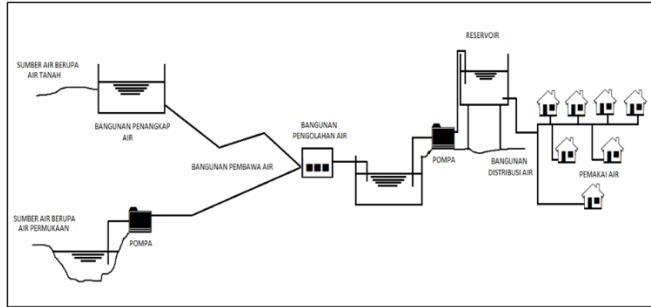 RESERVOIR
SUMBER AIR BERUPA
AIR TANAH
BANGUNAN PENANGKAP
AIR
BANGUNAN
PENGOLAHAN AIR
BANGUNAN PEMBAWA AIR
POMPA
BANGUNAN
DISTRIBUSI AIR
PEMAKAI AIR
SUMBER AIR BERUPA
AIR PERMUKAAN
POMPA